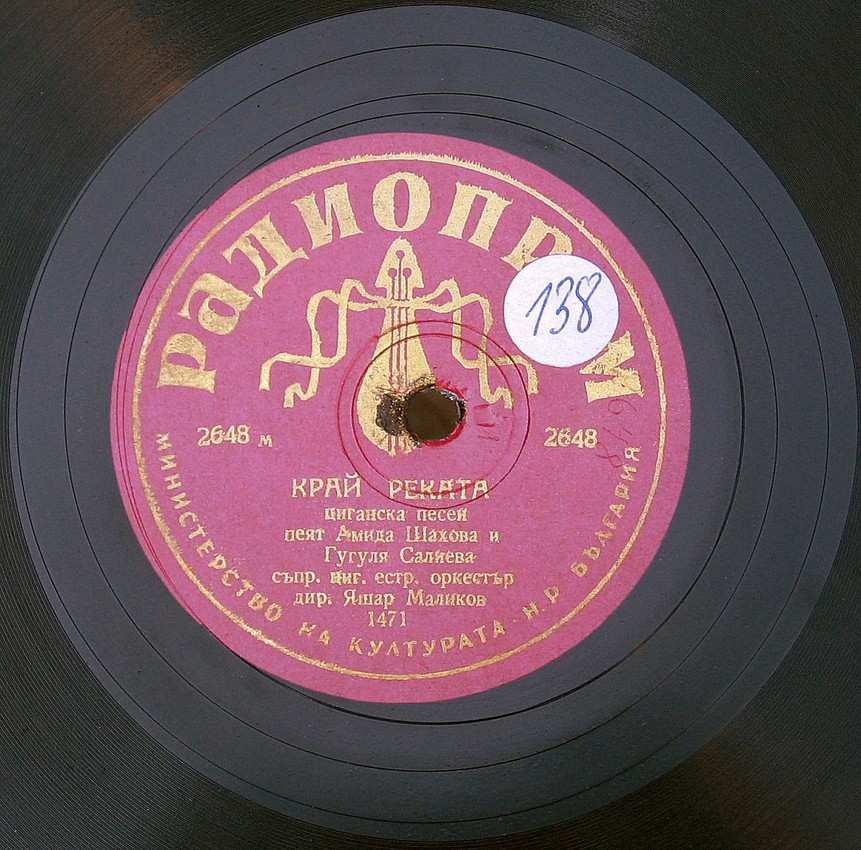 РАДИОПРОМ
138
2648 м
2648
КРАЙ РЕКАТА
циганска песен
пеят Амида Шахова и
Гугуля Салиева
съпр. циг. естр. оркестър
дир. Яшар Маликов
1471
МИНИСТЕРСТВО НА КУЛТУРАТА · Н.Р. БЪЛГАРИЯ